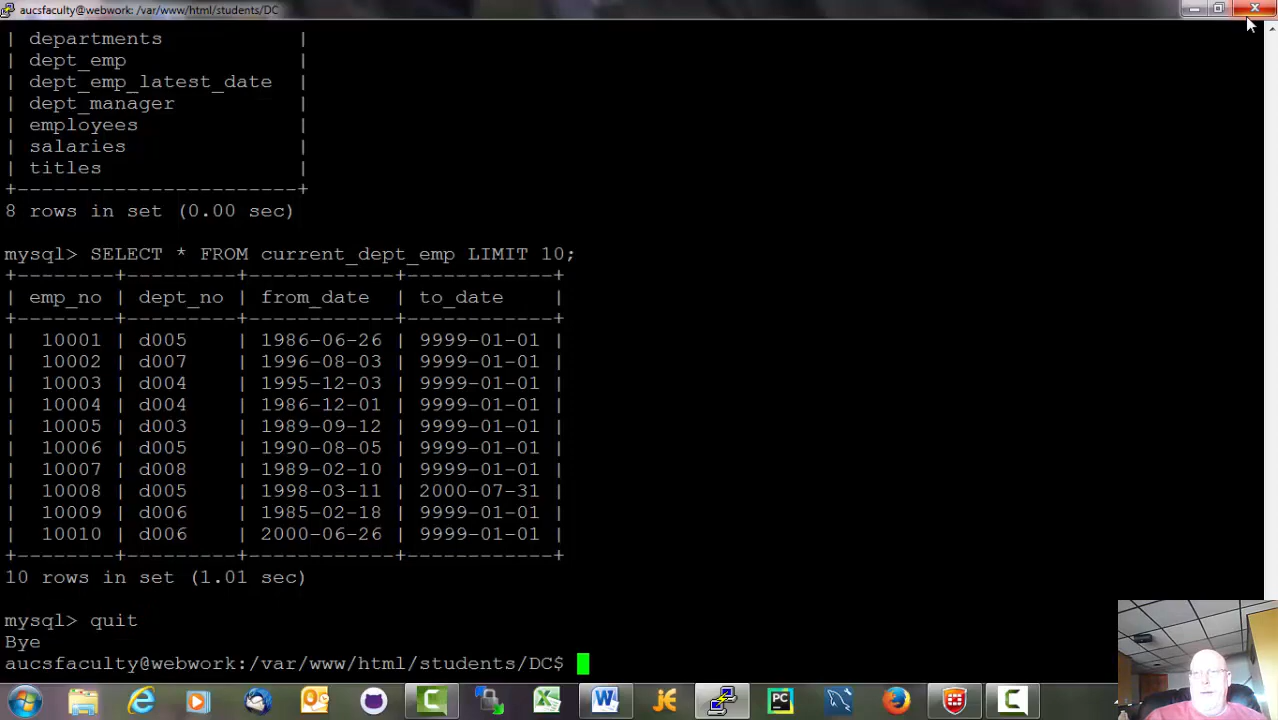 aucsfaculty@webwork: /var/www/html/students/DC
| departments |
| dept_emp |
| dept_emp_latest_date |
| dept_manager |
| employees |
| salaries |
| titles |
+-----------------------+
8 rows in set (0.00 sec)
mysql> SELECT * FROM current_dept_emp LIMIT 10;
+--------+---------+------------+------------+
| emp_no | dept_no | from_date | to_date |
+--------+---------+------------+------------+
| 10001 | d005 | 1986-06-26 | 9999-01-01 |
| 10002 | d007 | 1996-08-03 | 9999-01-01 |
| 10003 | d004 | 1995-12-03 | 9999-01-01 |
| 10004 | d004 | 1986-12-01 | 9999-01-01 |
| 10005 | d003 | 1989-09-12 | 9999-01-01 |
| 10006 | d005 | 1990-08-05 | 9999-01-01 |
| 10007 | d008 | 1989-02-10 | 9999-01-01 |
| 10008 | d005 | 1998-03-11 | 2000-07-31 |
| 10009 | d006 | 1985-02-18 | 9999-01-01 |
| 10010 | d006 | 2000-06-26 | 9999-01-01 |
+--------+---------+------------+------------+
10 rows in set (1.01 sec)
mysql> quit
Bye
aucsfaculty@webwork:/var/www/html/students/DC$